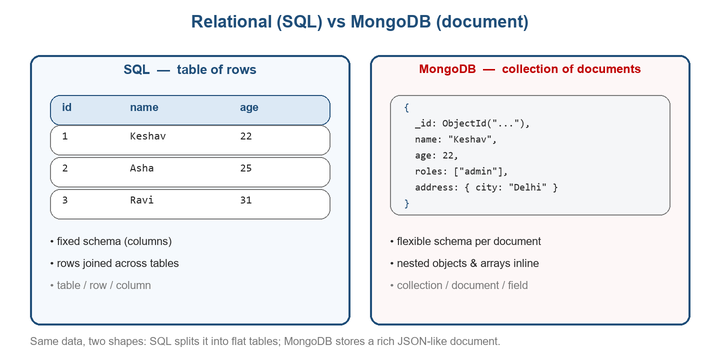 Relational (SQL) vs MongoDB (document)
SQL — table of rows
id name age
1 Keshav 22
2 Asha 25
3 Ravi 31
• fixed schema (columns)
• rows joined across tables
• table / row / column
MongoDB — collection of documents
{
_id: ObjectId("..."),
name: "Keshav",
age: 22,
roles: ["admin"],
address: { city: "Delhi" }
}
• flexible schema per document
• nested objects & arrays inline
• collection / document / field
Same data, two shapes: SQL splits it into flat tables; MongoDB stores a rich JSON-like document.